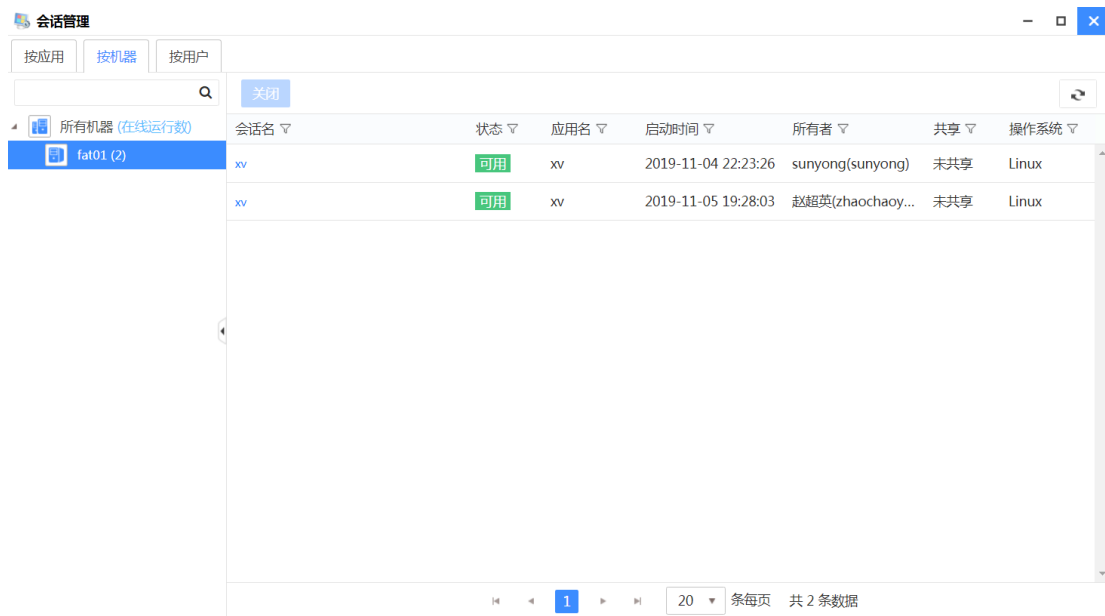 会话管理
按应用 按机器 按用户
关闭
所有机器 (在线运行数)
fat01 (2)
会话名 状态 应用名 启动时间 所有者 共享 操作系统
xv 可用 xv 2019-11-04 22:23:26 sunyong(sunyong) 未共享 Linux
xv 可用 xv 2019-11-05 19:28:03 赵超英(zhaochaoy... 未共享 Linux
1 20 条每页 共 2 条数据